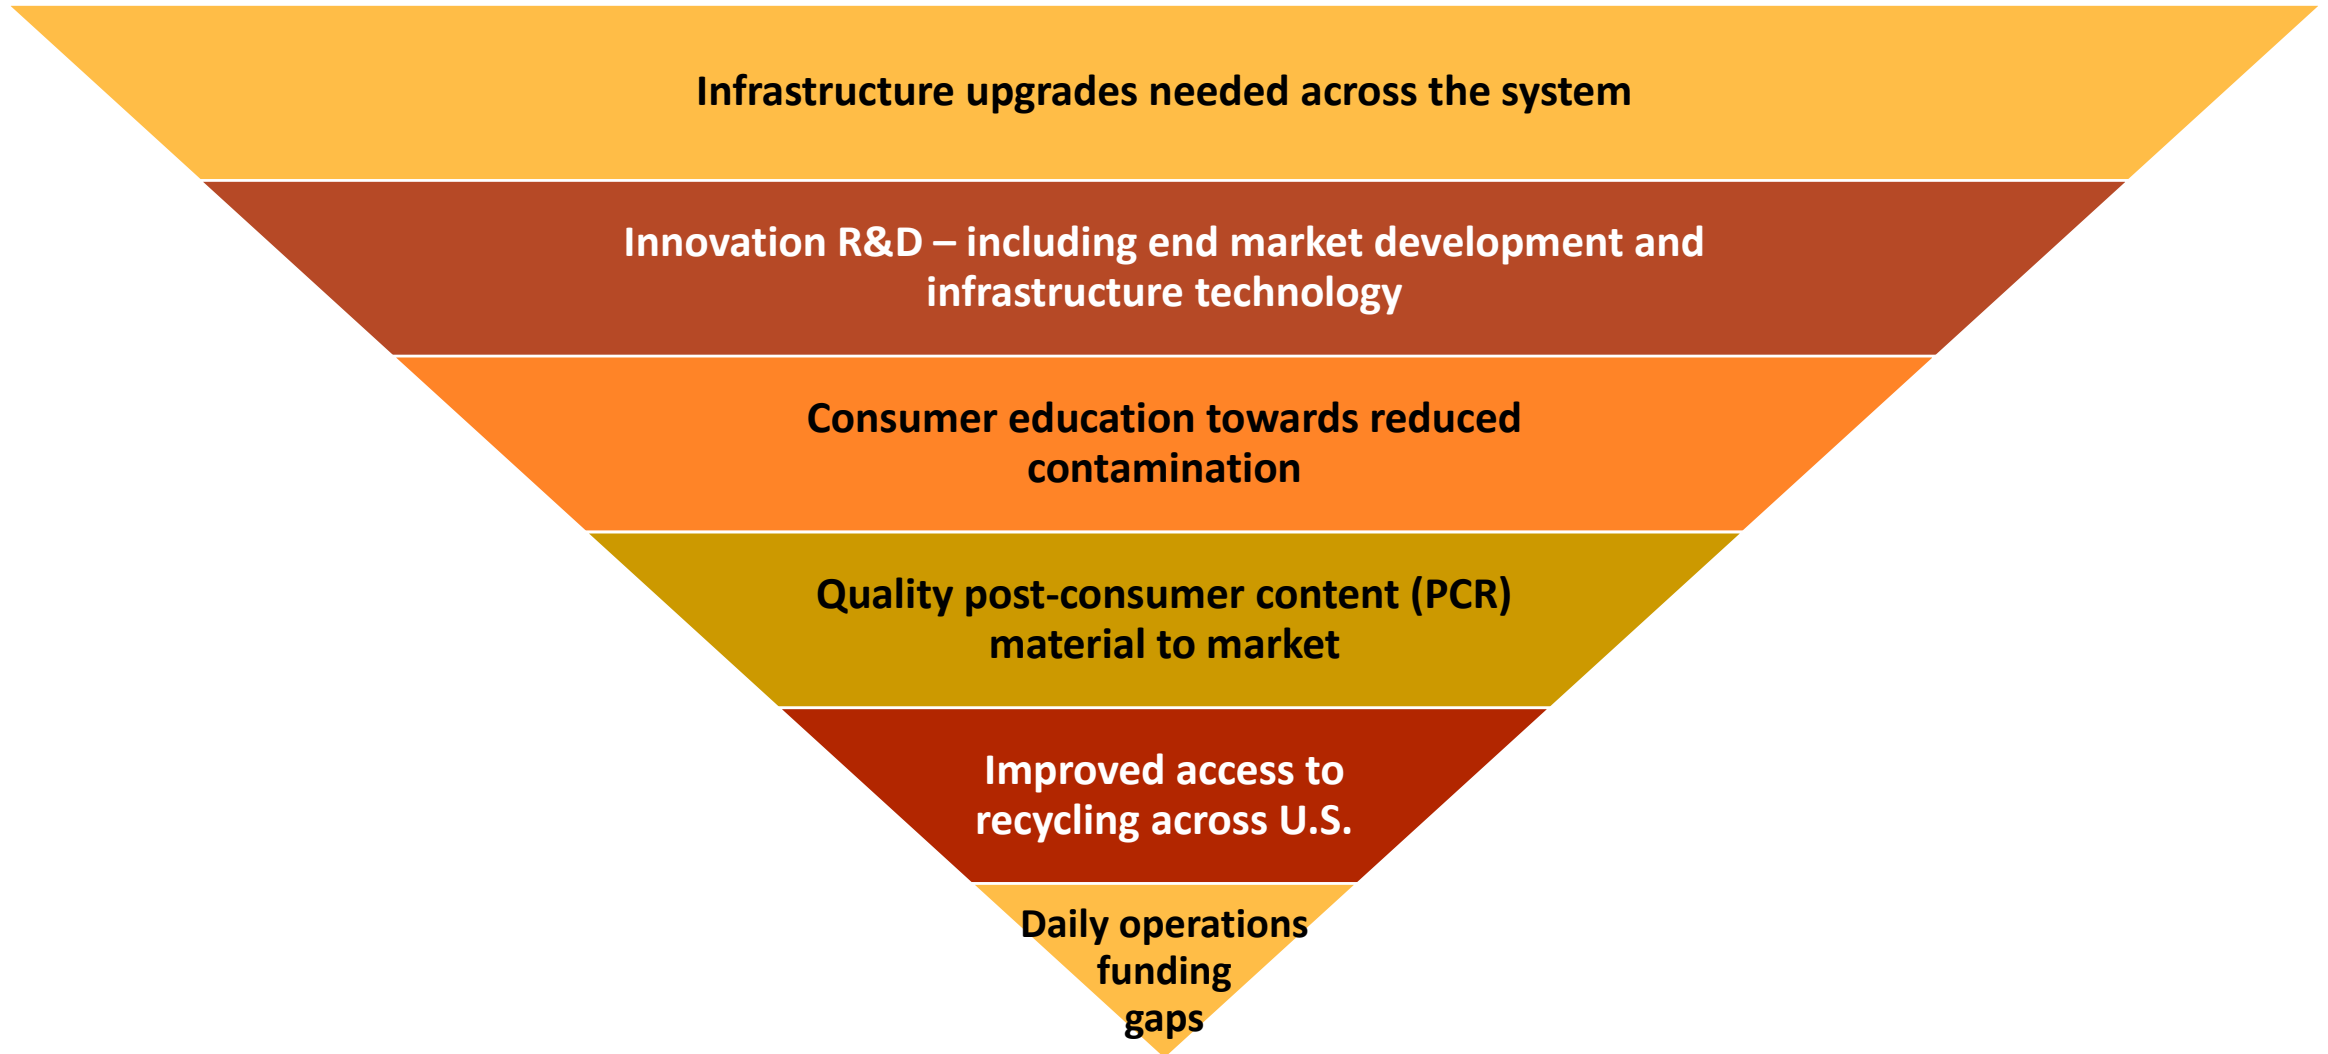 Infrastructure upgrades needed across the system
Innovation R&D – including end market development and
infrastructure technology
Consumer education towards reduced
contamination
Quality post-consumer content (PCR)
material to market
Improved access to
recycling across U.S.
Daily operations
funding
gaps